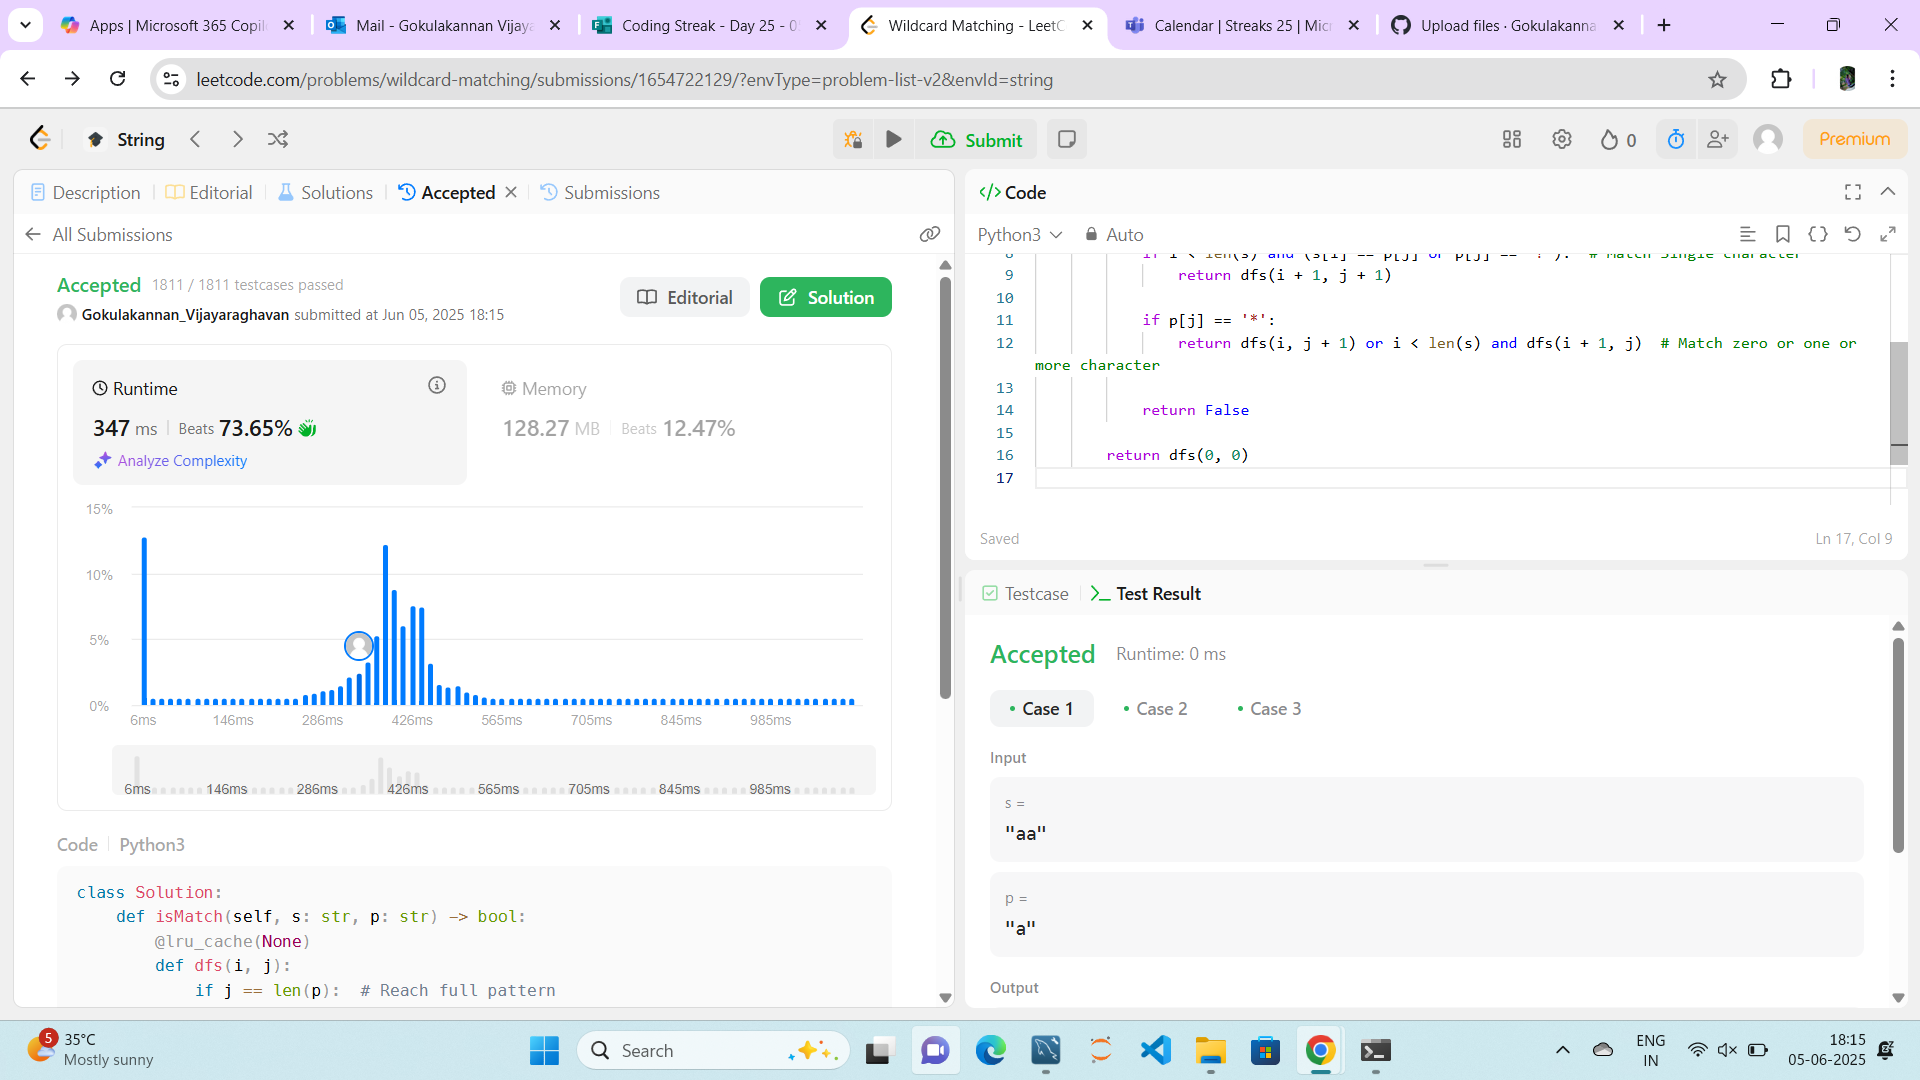 Apps | Microsoft 365 Copil
Mail - Gokulakannan Vijaya
Coding Streak - Day 25 - 0
Wildcard Matching - LeetC
Calendar | Streaks 25 | Mic
Upload files · Gokulakanna
leetcode.com/problems/wildcard-matching/submissions/1654722129/?envType=problem-list-v2&envId=string
String
Submit
0
Premium
Description
Editorial
Solutions
Accepted
Submissions
All Submissions
Accepted 1811 / 1811 testcases passed
Gokulakannan_Vijayaraghavan submitted at Jun 05, 2025 18:15
Editorial
Solution
Runtime
347 ms
Beats 73.65%
Analyze Complexity
Memory
128.27 MB
Beats 12.47%
15%
10%
5%
0%
6ms 146ms 286ms 426ms 565ms 705ms 845ms 985ms
6ms 146ms 286ms 426ms 565ms 705ms 845ms 985ms
Code Python3
class Solution:
def isMatch(self, s: str, p: str) -> bool:
@lru_cache(None)
def dfs(i, j):
if j == len(p): # Reach full pattern
Code
Python3 Auto
8 if i < len(s) and (s[i] == p[j] or p[j] == '?'): # Match single character
9 return dfs(i + 1, j + 1)
10
11 if p[j] == '*':
12 return dfs(i, j + 1) or i < len(s) and dfs(i + 1, j) # Match zero or one or
more character
13
14 return False
15
16 return dfs(0, 0)
17
Saved
Ln 17, Col 9
Testcase
Test Result
Accepted Runtime: 0 ms
Case 1
Case 2
Case 3
Input
s =
"aa"
p =
"a"
Output
5
35°C
Mostly sunny
Search
ENG
IN
18:15
05-06-2025